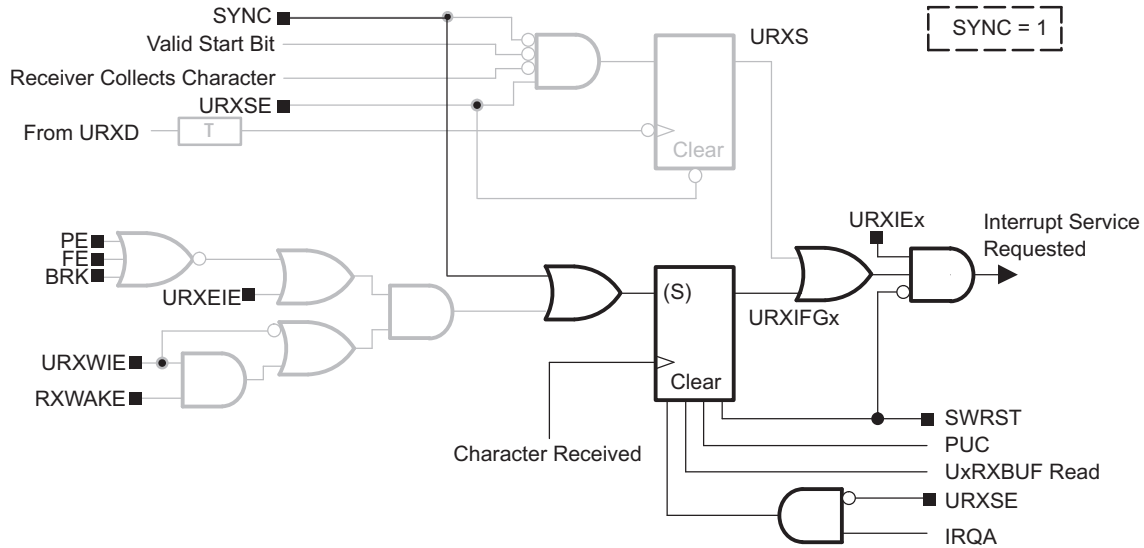 SYNC
SYNC = 1
Valid Start Bit
URXS
Receiver Collects Character
URXSE
From URXD
T
Clear
PE
FE
BRK
URXEIE
URXWIE
RXWAKE
(S)
Clear
URXIFGx
URXIEx
Interrupt Service
Requested
Character Received
SWRST
PUC
UxRXBUF Read
URXSE
IRQA